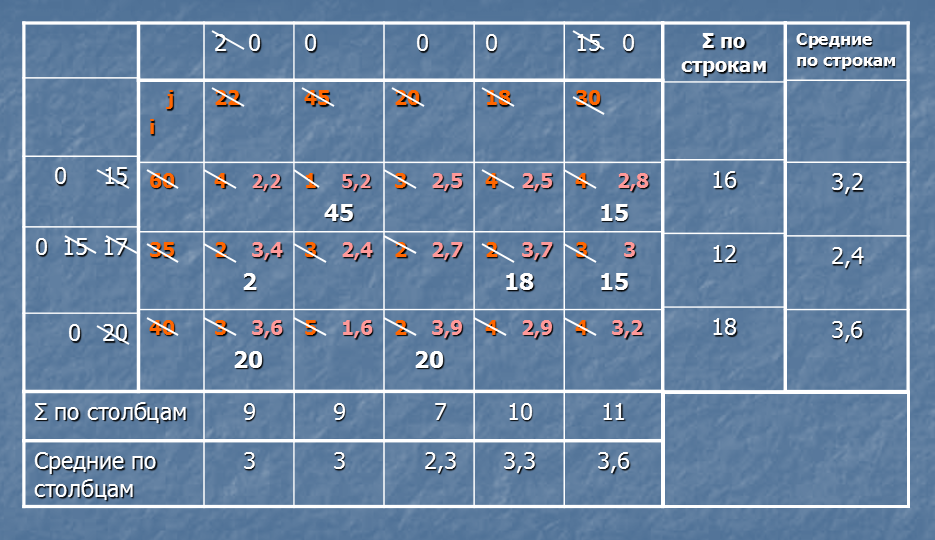 2 0 0 0 0 15 0 Σ по строкам Средние по строкам
j i 22 45 20 18 30
0 15 60 4 2,2 1 5,2 3 2,5 4 2,5 4 2,8 16 3,2
45 15
0 15 17 35 2 3,4 3 2,4 2 2,7 2 3,7 3 3 12 2,4
2 18 15
0 20 40 3 3,6 5 1,6 2 3,9 4 2,9 4 3,2 18 3,6
20 20
Σ по столбцам 9 9 7 10 11
Средние по столбцам 3 3 2,3 3,3 3,6